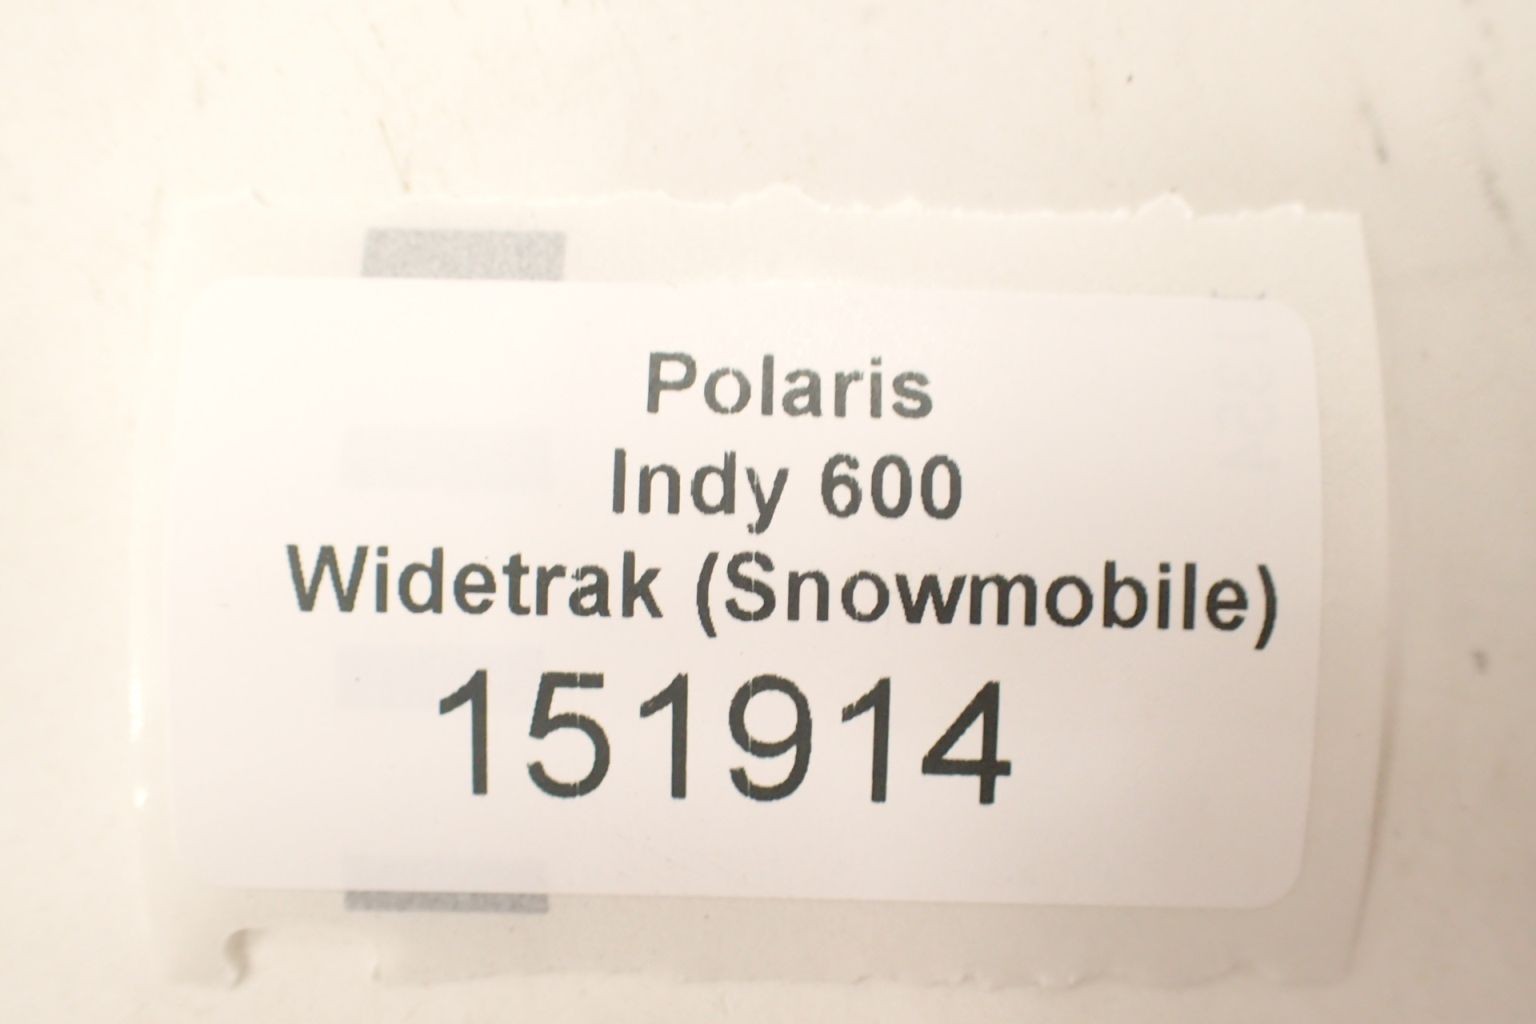 Polaris
Indy 600
Widetrak (Snowmobile)
151914